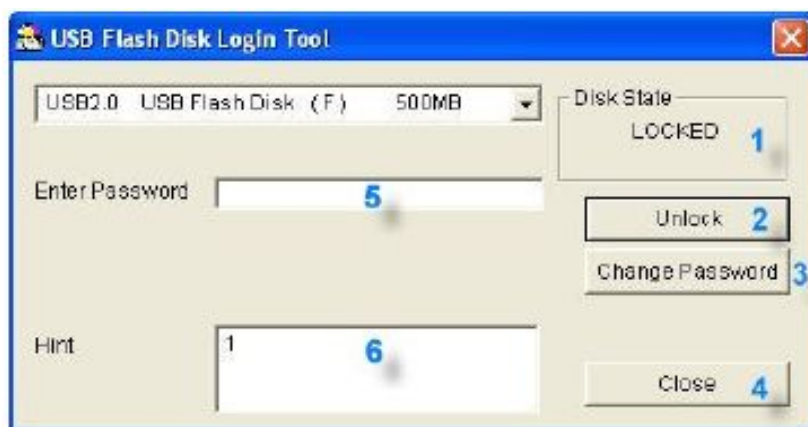 USB Flash Disk Login Tool
USB2.0 USB Flash Disk (F) 500MB
Disk State
LOCKED 1
Enter Password 5
Unlock 2
Change Password 3
Hint 1 6
Close 4